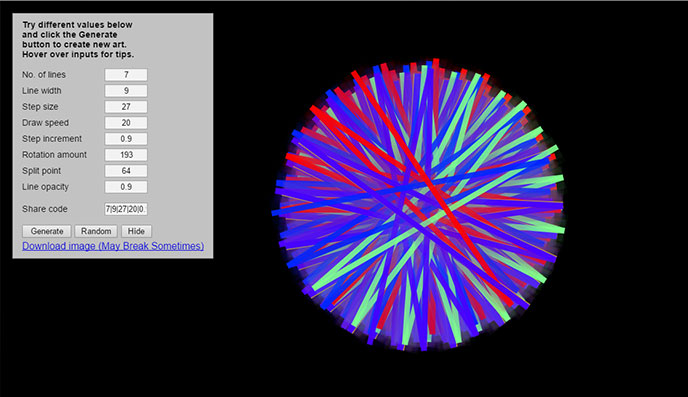 Try different values below
and click the Generate
button to create new art.
Hover over inputs for tips.
No. of lines 7
Line width 9
Step size 27
Draw speed 20
Step increment 0.9
Rotation amount 193
Split point 64
Line opacity 0.9
Share code 7|9|27|20|0.
Generate Random Hide
Download image (May Break Sometimes)